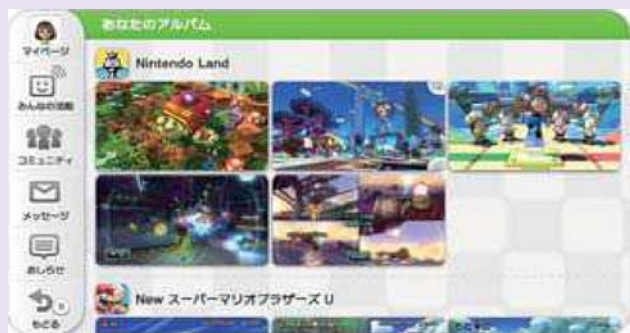 あなたのアルバム
マイページ
みんなの活動
コミュニティ
メッセージ
おしらせ
もどる
Nintendo Land
New スーパーマリオブラザーズ U